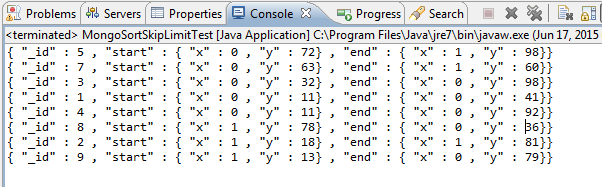 Problems Servers Properties Console Progress Search
<terminated> MongoSortSkipLimitTest [Java Application] C:\Program Files\Java\jre7\bin\javaw.exe (Jun 17, 2015
{ "_id" : 5 , "start" : { "x" : 0 , "y" : 72} , "end" : { "x" : 1 , "y" : 98}}
{ "_id" : 7 , "start" : { "x" : 0 , "y" : 63} , "end" : { "x" : 1 , "y" : 60}}
{ "_id" : 3 , "start" : { "x" : 0 , "y" : 32} , "end" : { "x" : 0 , "y" : 98}}
{ "_id" : 1 , "start" : { "x" : 0 , "y" : 11} , "end" : { "x" : 0 , "y" : 41}}
{ "_id" : 4 , "start" : { "x" : 0 , "y" : 11} , "end" : { "x" : 0 , "y" : 92}}
{ "_id" : 8 , "start" : { "x" : 1 , "y" : 78} , "end" : { "x" : 0 , "y" : 36}}
{ "_id" : 2 , "start" : { "x" : 1 , "y" : 18} , "end" : { "x" : 1 , "y" : 81}}
{ "_id" : 9 , "start" : { "x" : 1 , "y" : 13} , "end" : { "x" : 0 , "y" : 79}}